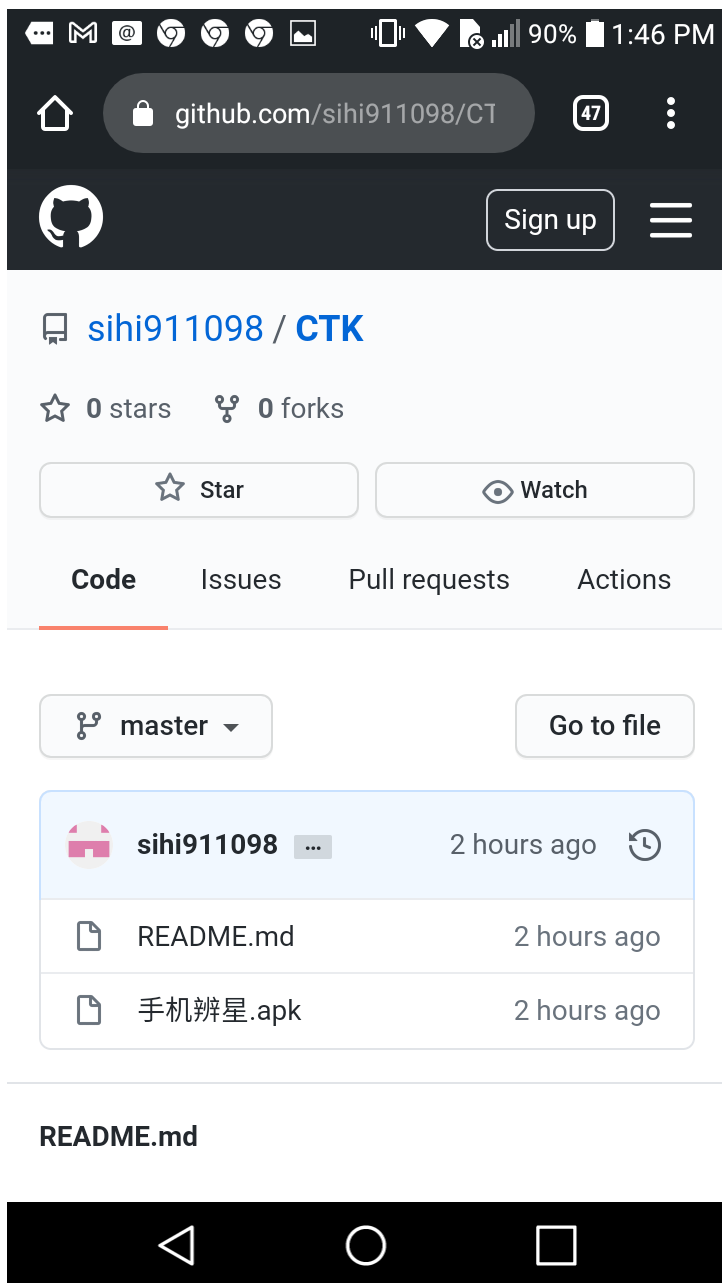 90% 1:46 PM
github.com/sihi911098/CT
47
Sign up
sihi911098 / CTK
0 stars 0 forks
Star Watch
Code Issues Pull requests Actions
master Go to file
sihi911098 ... 2 hours ago
README.md 2 hours ago
手机辨星.apk 2 hours ago
README.md